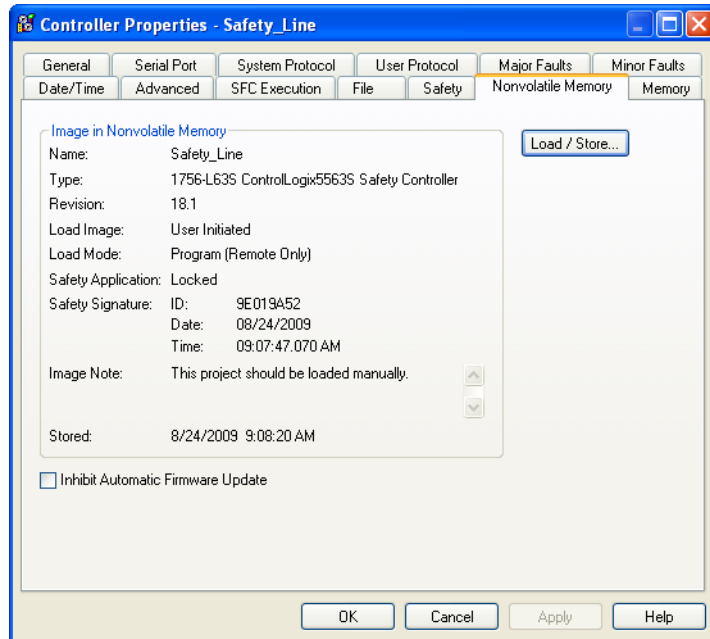 Controller Properties - Safety_Line
General Serial Port System Protocol User Protocol Major Faults Minor Faults
Date/Time Advanced SFC Execution File Safety Nonvolatile Memory Memory
Image in Nonvolatile Memory
Load / Store...
Name: Safety_Line
Type: 1756-L63S ControlLogix5563S Safety Controller
Revision: 18.1
Load Image: User Initiated
Load Mode: Program (Remote Only)
Safety Application: Locked
Safety Signature: ID: 9E019A52
Date: 08/24/2009
Time: 09:07:47.070 AM
Image Note: This project should be loaded manually.
Stored: 8/24/2009 9:08:20 AM
Inhibit Automatic Firmware Update
OK Cancel Apply Help